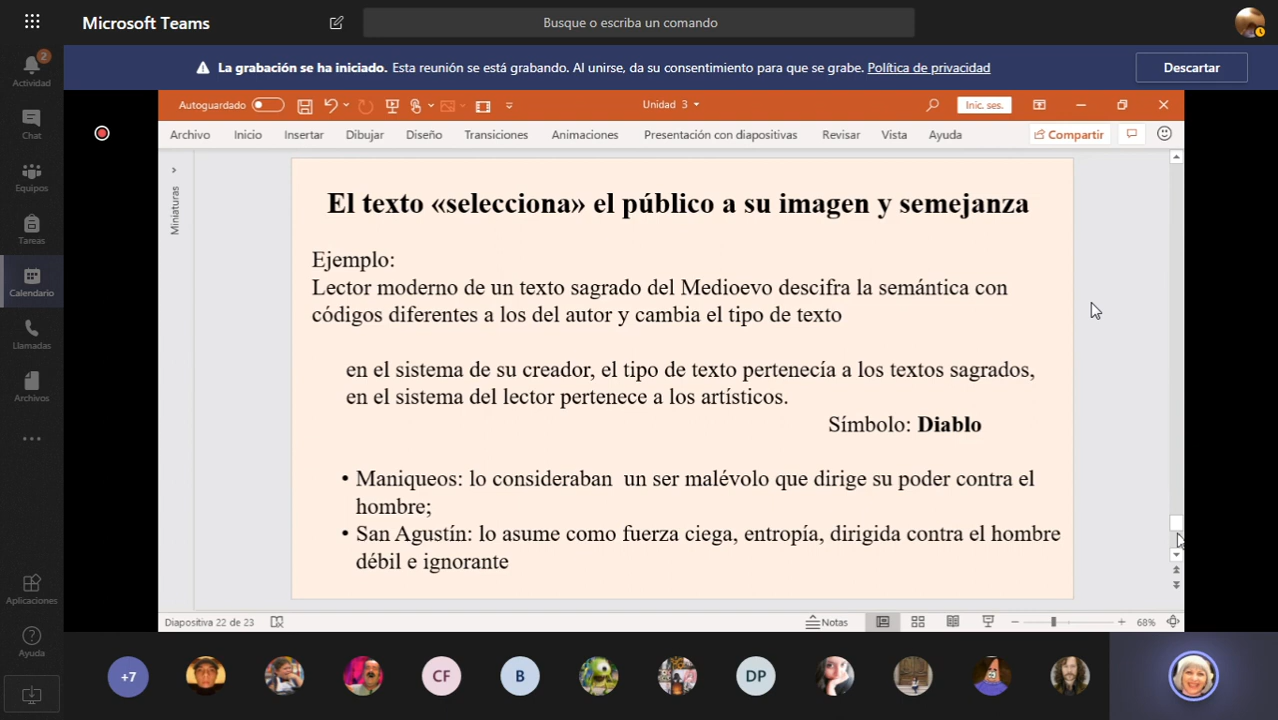 Microsoft Teams
Busque o escriba un comando
La grabación se ha iniciado. Esta reunión se está grabando. Al unirse, da su consentimiento para que se grabe. Política de privacidad
Descartar
2
Actividad
Chat
Equipos
Tareas
Calendario
Llamadas
Archivos
Aplicaciones
Ayuda
Autoguardado
Unidad 3
Inic. ses.
Archivo Inicio Insertar Dibujar Diseño Transiciones Animaciones Presentación con diapositivas Revisar Vista Ayuda Compartir
Miniaturas
El texto «selecciona» el público a su imagen y semejanza
Ejemplo:
Lector moderno de un texto sagrado del Medioevo descifra la semántica con
códigos diferentes a los del autor y cambia el tipo de texto
en el sistema de su creador, el tipo de texto pertenecía a los textos sagrados,
en el sistema del lector pertenece a los artísticos.
Símbolo: Diablo
• Maniqueos: lo consideraban un ser malévolo que dirige su poder contra el
hombre;
• San Agustín: lo asume como fuerza ciega, entropía, dirigida contra el hombre
débil e ignorante
Diapositiva 22 de 23
Notas
68%
+7
CF
B
DP